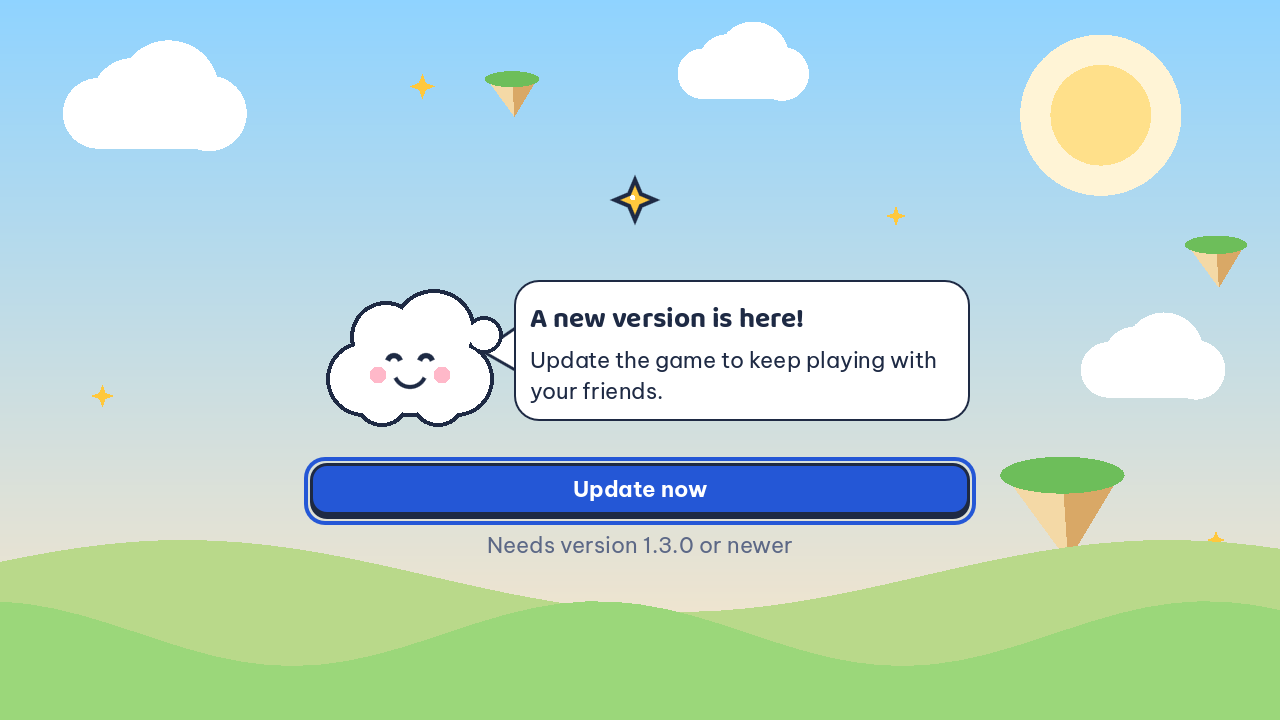 A new version is here!
Update the game to keep playing with
your friends.
Update now
Needs version 1.3.0 or newer